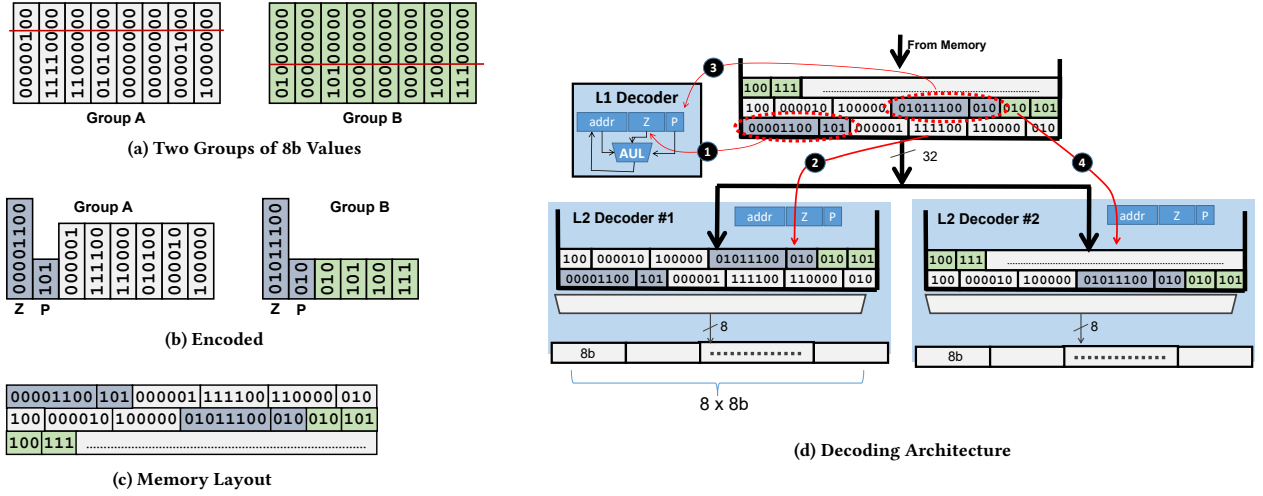 00000100 11110000 11000000 01010000 00000000 00000000 00001000 10000000
Group A
01000000 00000000 10100000 00000000 00000000 00000000 10000000 11100000
Group B
(a) Two Groups of 8b Values
Group A
00001100 101 000001 111100 110000 010100 000010 100000
Z P
Group B
01011100 010 010 101 100 111
Z P
(b) Encoded
00001100 101 000001 111100 110000 010
100 000010 100000 01011100 010 010 101
100 111
(c) Memory Layout
From Memory
100 111
100 000010 100000 01011100 010 010 101
00001100 101 000001 111100 110000 010
L1 Decoder
addr Z P
AUL
3
1
2
4
32
L2 Decoder #1
addr Z P
100 000010 100000 01011100 010 010 101
00001100 101 000001 111100 110000 010
8
8b
8 x 8b
L2 Decoder #2
addr Z P
100 111
100 000010 100000 01011100 010 010 101
8
8b
(d) Decoding Architecture